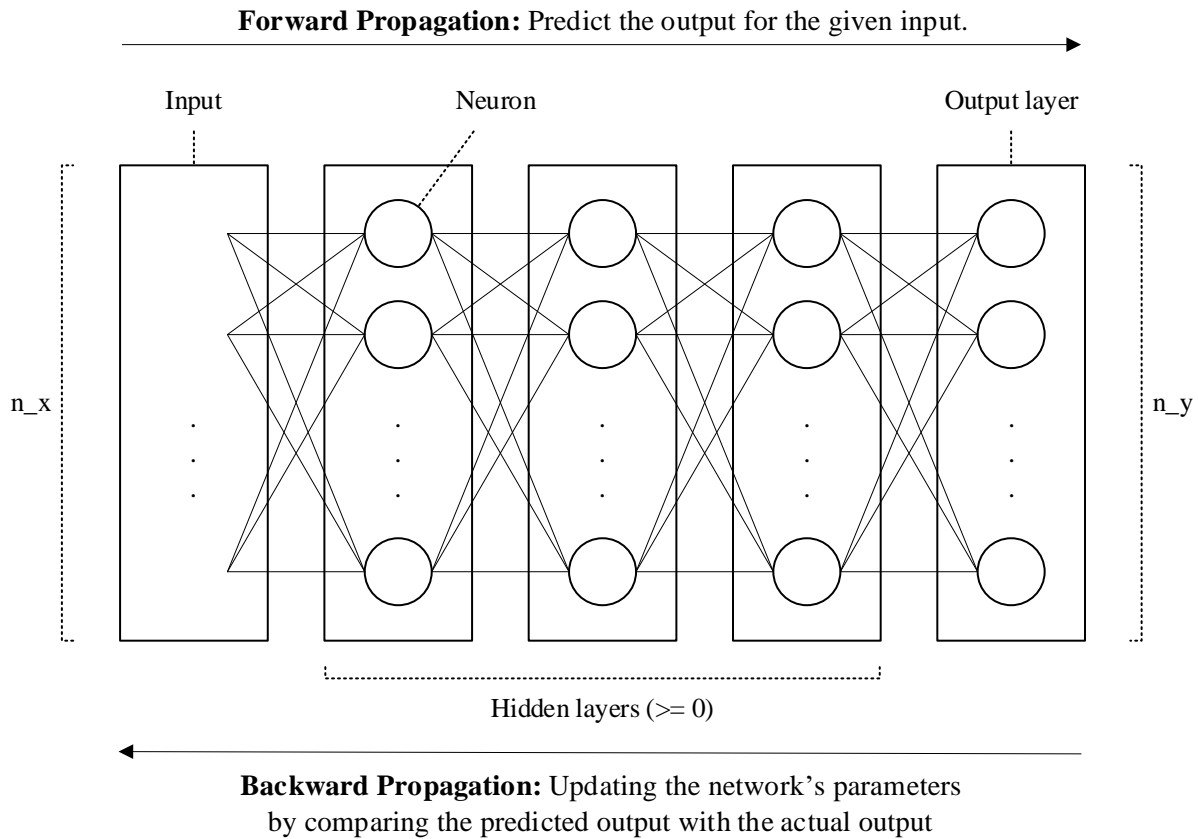 Forward Propagation: Predict the output for the given input.
Input
Neuron
Output layer
n_x
n_y
Hidden layers (>= 0)
Backward Propagation: Updating the network’s parameters
by comparing the predicted output with the actual output